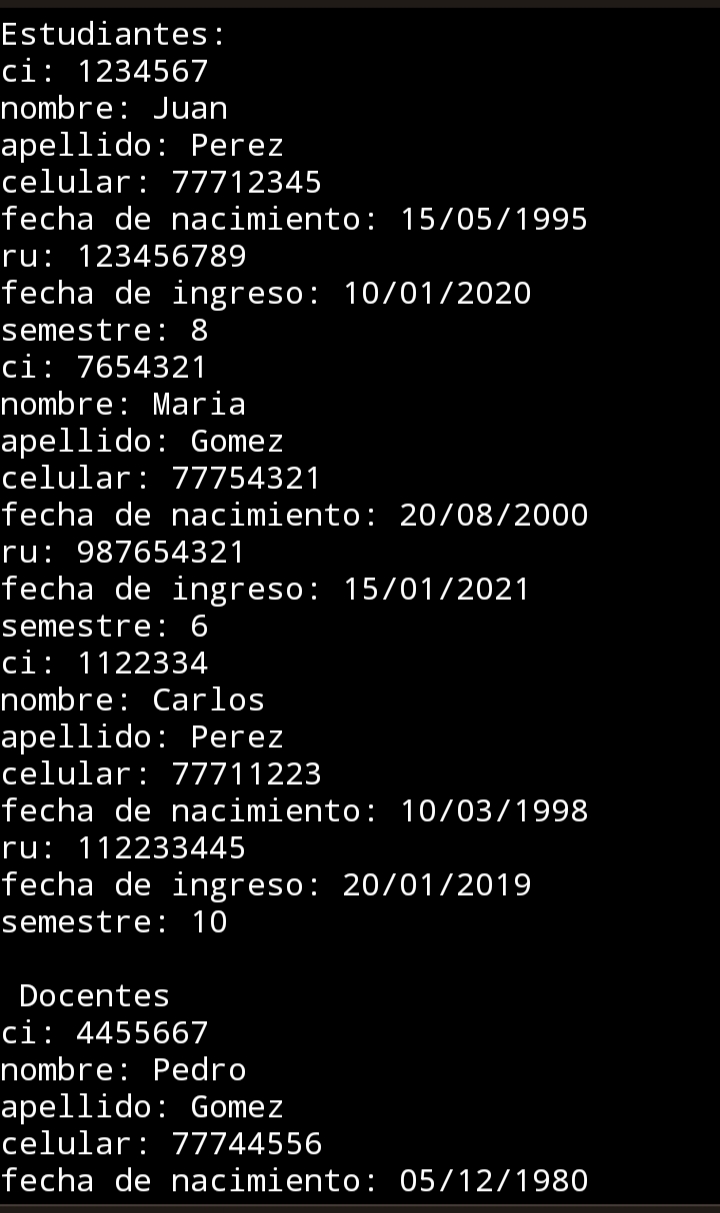 Estudiantes:
ci: 1234567
nombre: Juan
apellido: Perez
celular: 77712345
fecha de nacimiento: 15/05/1995
ru: 123456789
fecha de ingreso: 10/01/2020
semestre: 8
ci: 7654321
nombre: Maria
apellido: Gomez
celular: 77754321
fecha de nacimiento: 20/08/2000
ru: 987654321
fecha de ingreso: 15/01/2021
semestre: 6
ci: 1122334
nombre: Carlos
apellido: Perez
celular: 77711223
fecha de nacimiento: 10/03/1998
ru: 112233445
fecha de ingreso: 20/01/2019
semestre: 10
Docentes
ci: 4455667
nombre: Pedro
apellido: Gomez
celular: 77744556
fecha de nacimiento: 05/12/1980